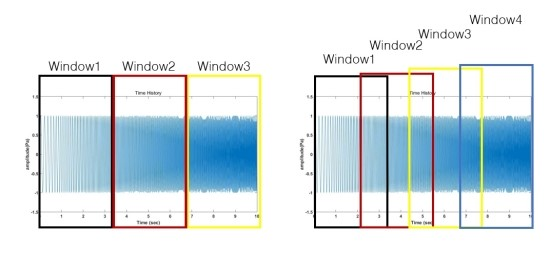 Window1 Window2 Window3
Time History
amplitude(Pa)
1.5
1
0.5
0
-0.5
-1
-1.5
1 2 3 4 5 6 7 8 9 10
Time (sec)
Window4
Window3
Window2
Window1
Time History
amplitude(Pa)
1.5
1
0.5
0
-0.5
-1
-1.5
1 2 3 4 5 6 7 8 9 10
Time (sec)